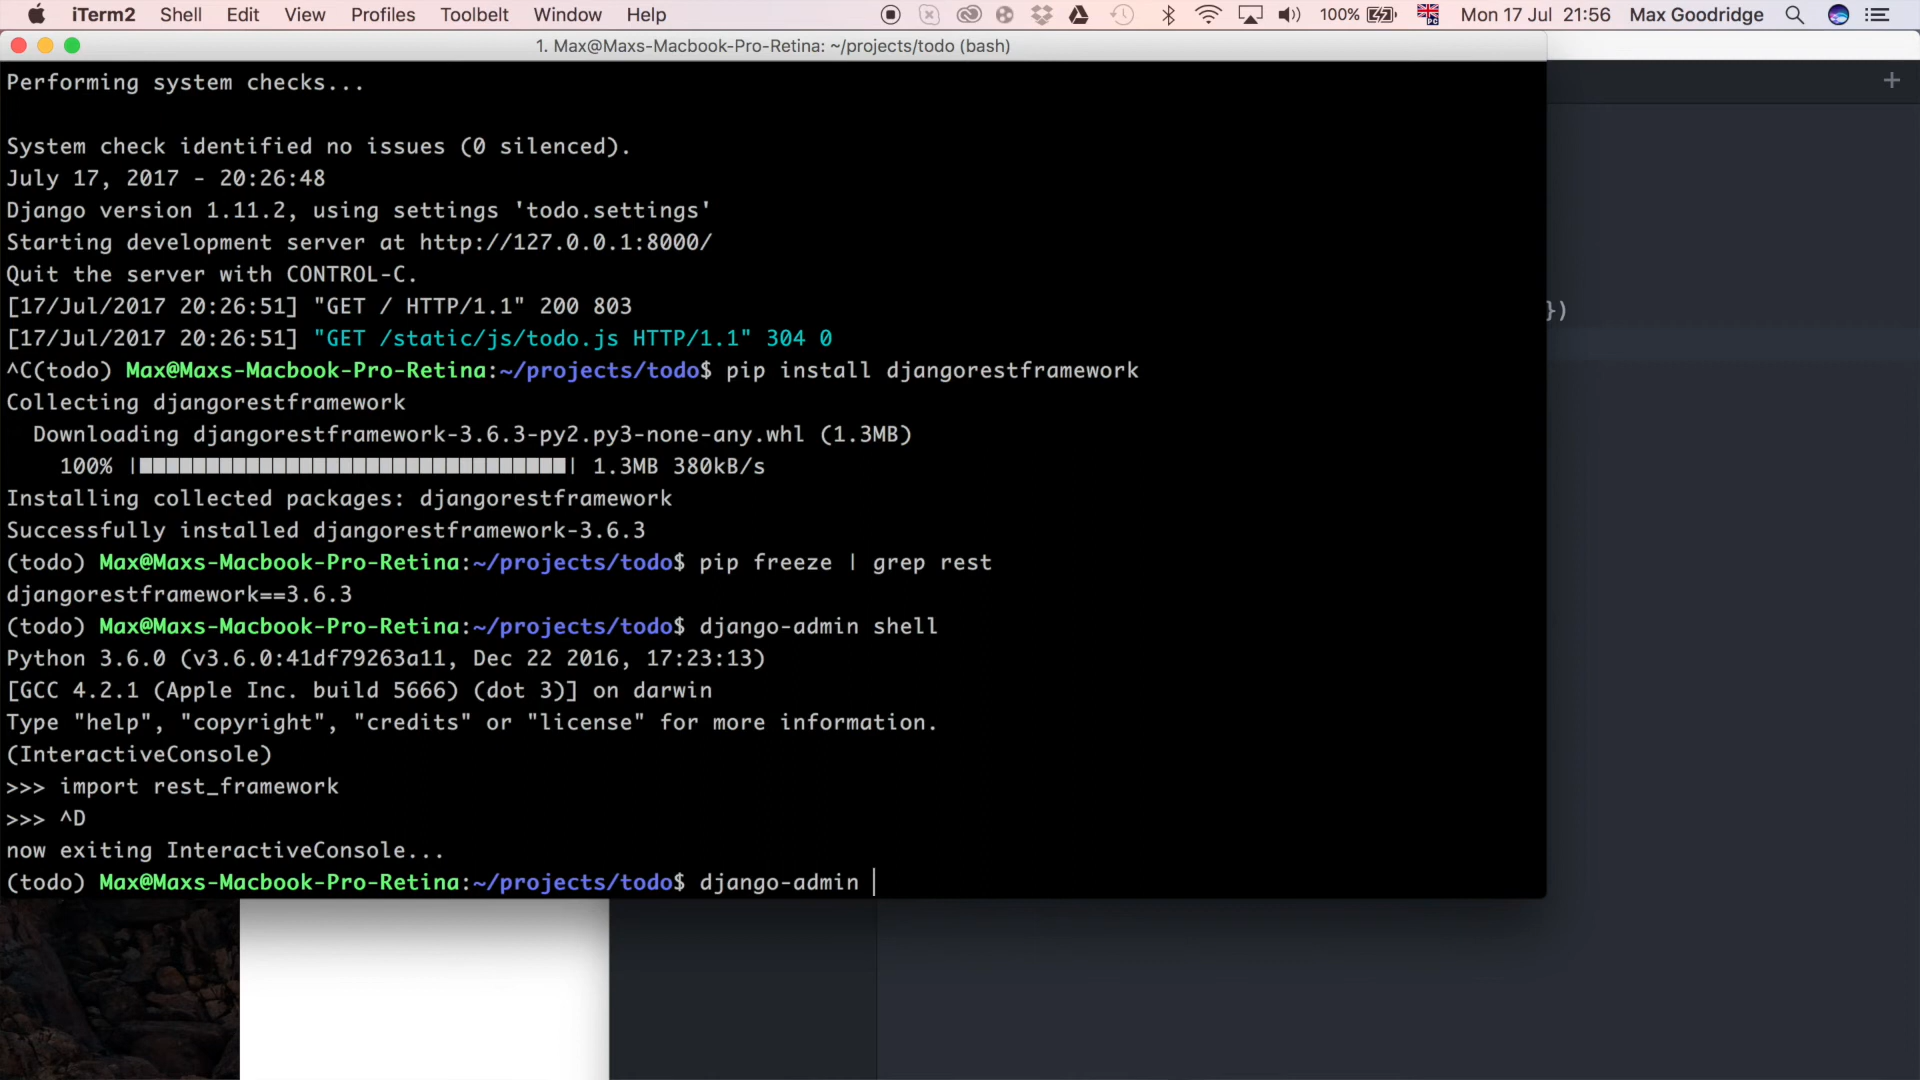 iTerm2 Shell Edit View Profiles Toolbelt Window Help 100% Mon 17 Jul 21:56 Max Goodridge
1. Max@Maxs-Macbook-Pro-Retina: ~/projects/todo (bash)
Performing system checks...
System check identified no issues (0 silenced).
July 17, 2017 - 20:26:48
Django version 1.11.2, using settings 'todo.settings'
Starting development server at http://127.0.0.1:8000/
Quit the server with CONTROL-C.
[17/Jul/2017 20:26:51] "GET / HTTP/1.1" 200 803
})
[17/Jul/2017 20:26:51] "GET /static/js/todo.js HTTP/1.1" 304 0
^C(todo) Max@Maxs-Macbook-Pro-Retina:~/projects/todo$ pip install djangorestframework
Collecting djangorestframework
Downloading djangorestframework-3.6.3-py2.py3-none-any.whl (1.3MB)
100% |████████████████████████████████| 1.3MB 380kB/s
Installing collected packages: djangorestframework
Successfully installed djangorestframework-3.6.3
(todo) Max@Maxs-Macbook-Pro-Retina:~/projects/todo$ pip freeze | grep rest
djangorestframework==3.6.3
(todo) Max@Maxs-Macbook-Pro-Retina:~/projects/todo$ django-admin shell
Python 3.6.0 (v3.6.0:41df79263a11, Dec 22 2016, 17:23:13)
[GCC 4.2.1 (Apple Inc. build 5666) (dot 3)] on darwin
Type "help", "copyright", "credits" or "license" for more information.
(InteractiveConsole)
>>> import rest_framework
>>> ^D
now exiting InteractiveConsole...
(todo) Max@Maxs-Macbook-Pro-Retina:~/projects/todo$ django-admin